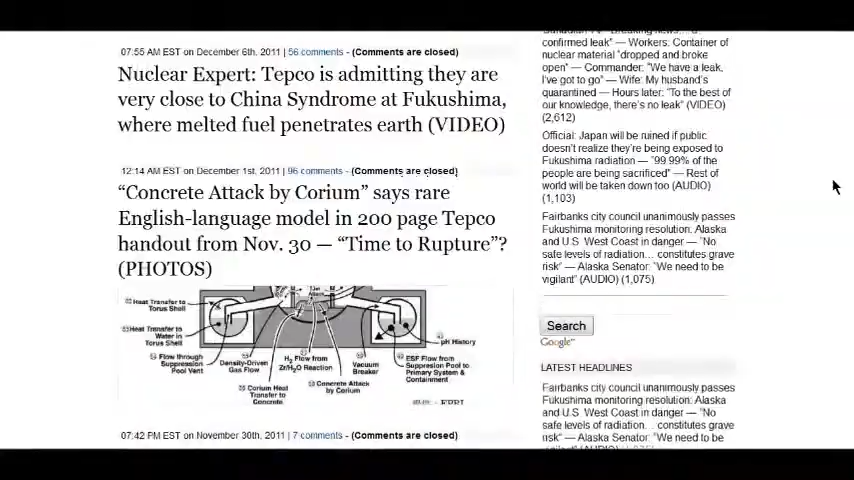 07:55 AM EST on December 6th, 2011 | 56 comments - (Comments are closed)
Nuclear Expert: Tepco is admitting they are
very close to China Syndrome at Fukushima,
where melted fuel penetrates earth (VIDEO)
12:14 AM EST on December 1st, 2011 | 96 comments - (Comments are closed)
“Concrete Attack by Corium” says rare
English-language model in 200 page Tepco
handout from Nov. 30 — “Time to Rupture”?
(PHOTOS)
Heat Transfer to
Torus Shell
Heat Transfer to
Water in
Torus Shell
Flow through
Suppression
Pool Vent
Density-Driven
Gas Flow
Corium Heat
Transfer to
Concrete
H₂ Flow from
Zr/H₂O Reaction
Concrete Attack
by Corium
Vacuum
Breaker
pH History
ESF Flow from
Suppression Pool to
Primary System &
Containment
07:42 PM EST on November 30th, 2011 | 7 comments - (Comments are closed)
confirmed leak” — Workers: Container of
nuclear material “dropped and broke
open” — Commander: “We have a leak,
I’ve got to go” — Wife: My husband’s
quarantined — Hours later: “To the best of
our knowledge, there’s no leak” (VIDEO)
(2,612)
Official: Japan will be ruined if public
doesn’t realize they’re being exposed to
Fukushima radiation — “99.99% of the
people are being sacrificed” — Rest of
world will be taken down too (AUDIO)
(1,103)
Fairbanks city council unanimously passes
Fukushima monitoring resolution: Alaska
and U.S. West Coast in danger — “No
safe levels of radiation… constitutes grave
risk” — Alaska Senator: “We need to be
vigilant” (AUDIO) (1,075)
Search
Google™
LATEST HEADLINES
Fairbanks city council unanimously passes
Fukushima monitoring resolution: Alaska
and U.S. West Coast in danger — “No
safe levels of radiation… constitutes grave
risk” — Alaska Senator: “We need to be